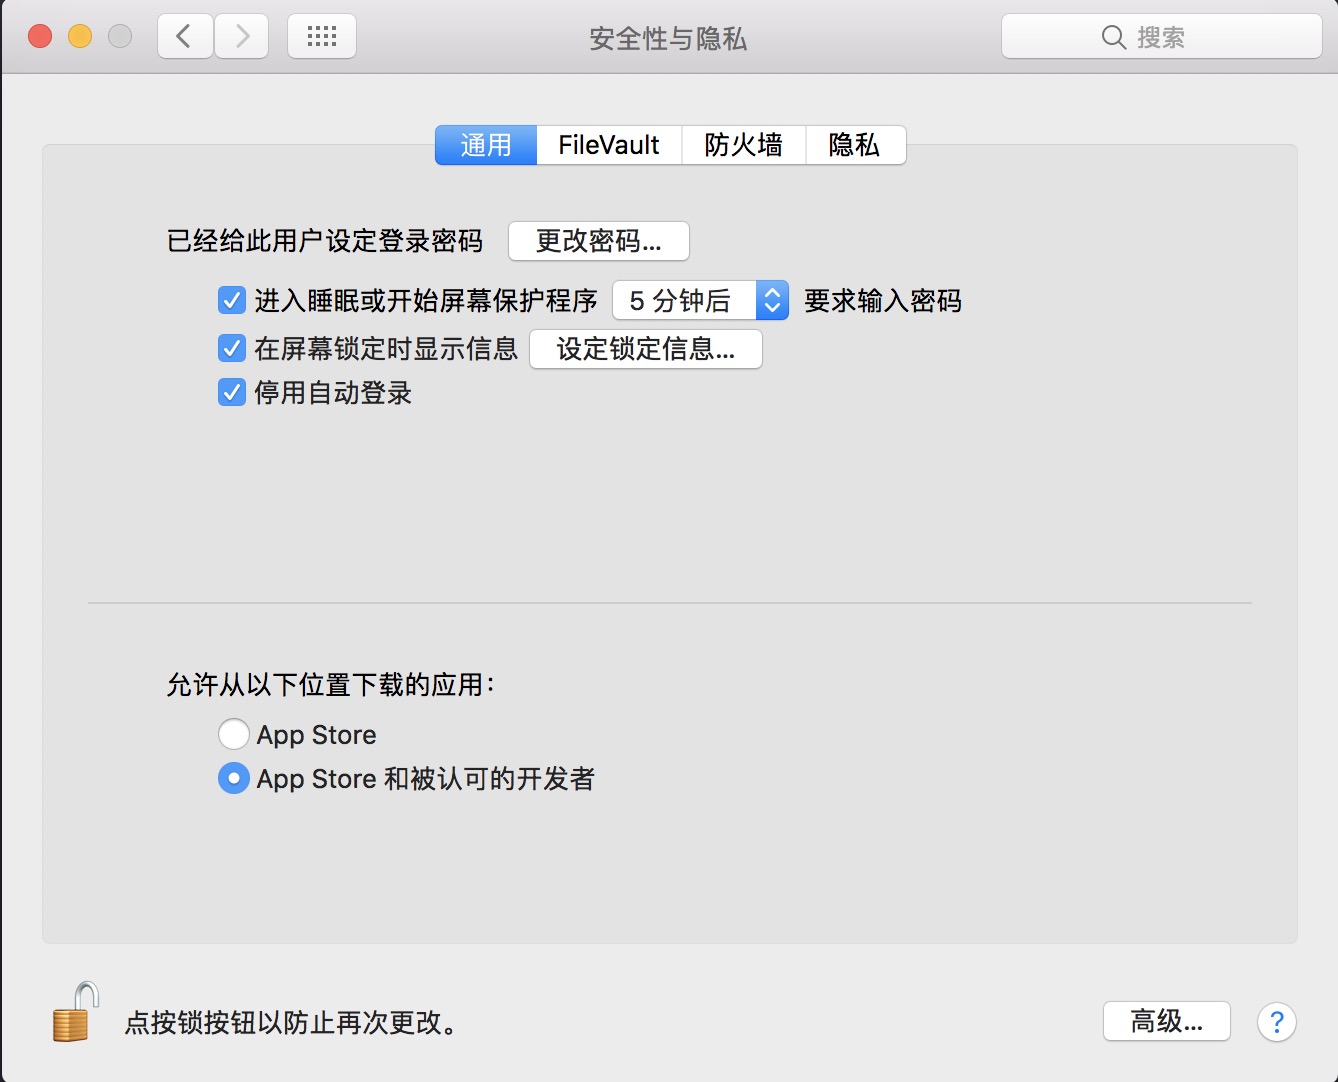 安全性与隐私
搜索
通用 FileVault 防火墙 隐私
已经给此用户设定登录密码 更改密码...
进入睡眠或开始屏幕保护程序 5 分钟后 要求输入密码
在屏幕锁定时显示信息 设定锁定信息...
停用自动登录
允许从以下位置下载的应用：
App Store
App Store 和被认可的开发者
点按锁按钮以防止再次更改。 高级... ?